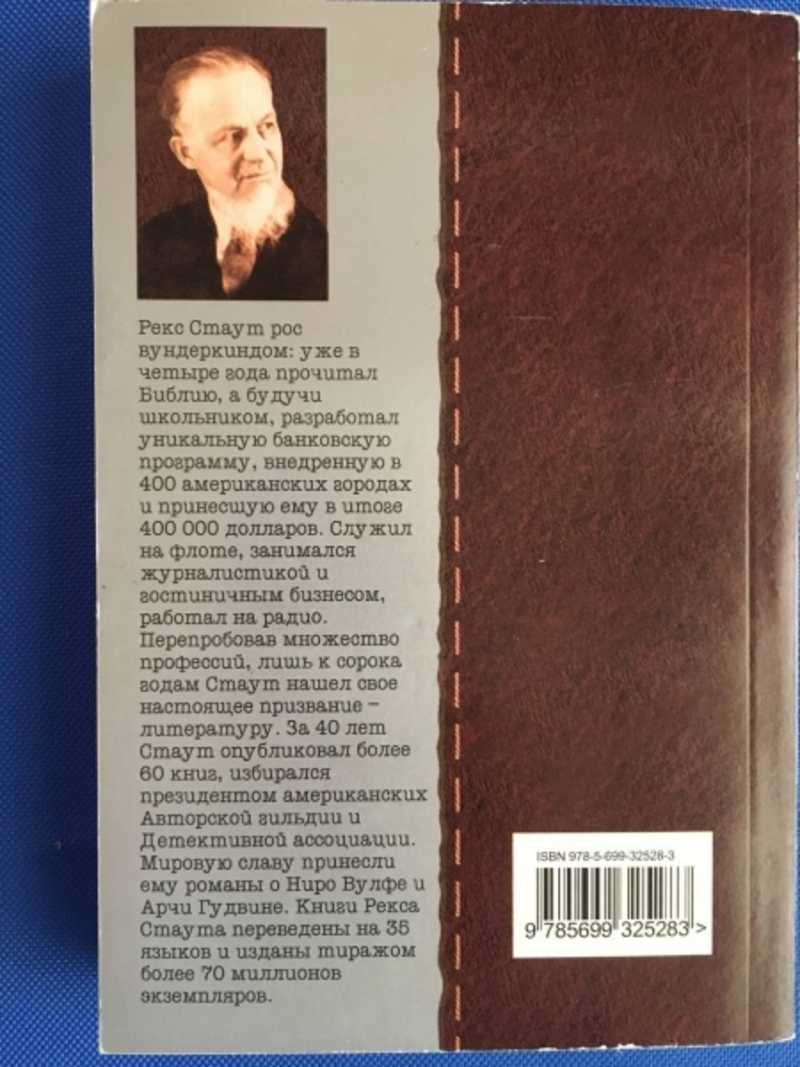 Рекс Стаут рос
вундеркиндом: уже в
четыре года прочитал
Библию, а будучи
школьником, разработал
уникальную банковскую
программу, внедренную в
400 американских городах
и принесшую ему в итоге
400 000 долларов. Служил
на флоте, занимался
журналистикой и
гостиничным бизнесом,
работал на радио.
Перепробовав множество
профессий, лишь к сорока
годам Стаут нашел свое
настоящее призвание –
литературу. За 40 лет
Стаут опубликовал более
60 книг, избирался
президентом американских
Авторской гильдии и
Детективной ассоциации.
Мировую славу принесли
ему романы о Ниро Вулфе и
Арчи Гудвине. Книги Рекса
Стаута переведены на 35
языков и изданы тиражом
более 70 миллионов
экземпляров.
ISBN 978-5-699-32528-3
9 785699 325283 >